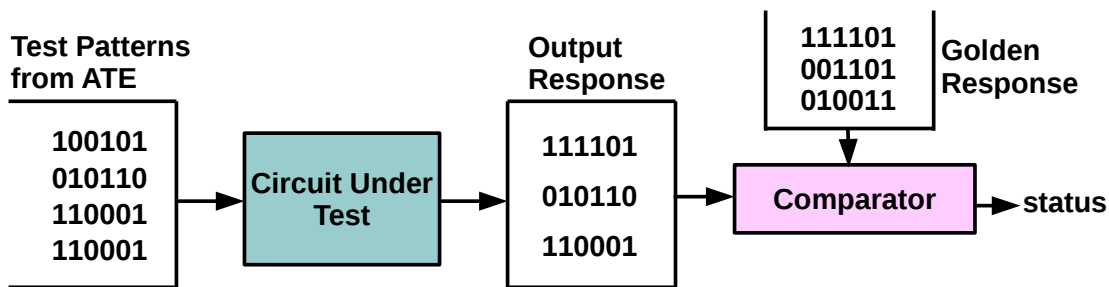 Test Patterns
from ATE
100101
010110
110001
110001
Circuit Under
Test
Output
Response
111101
010110
110001
111101
001101
010011
Golden
Response
Comparator
status